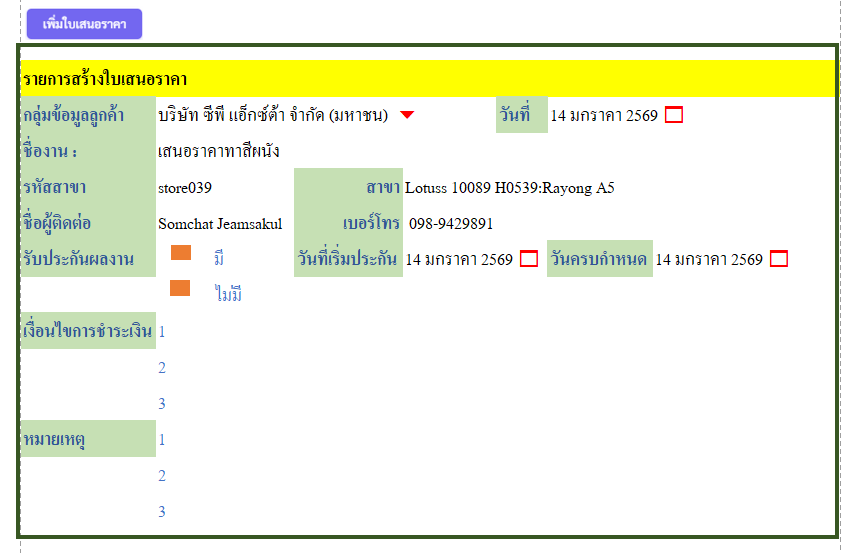 เพิ่มใบเสนอราคา
รายการสร้างใบเสนอราคา
กลุ่มข้อมูลลูกค้า บริษัท ซีพี แอ็กซ์ต้า จำกัด (มหาชน) วันที่ 14 มกราคา 2569
ชื่องาน : เสนอราคาทาสีผนัง
รหัสสาขา store039 สาขา Lotuss 10089 H0539:Rayong A5
ชื่อผู้ติดต่อ Somchat Jeamsakul เบอร์โทร 098-9429891
รับประกันผลงาน มี วันที่เริ่มประกัน 14 มกราคา 2569 วันครบกำหนด 14 มกราคา 2569
ไม่มี
เงื่อนไขการชำระเงิน 1
2
3
หมายเหตุ 1
2
3